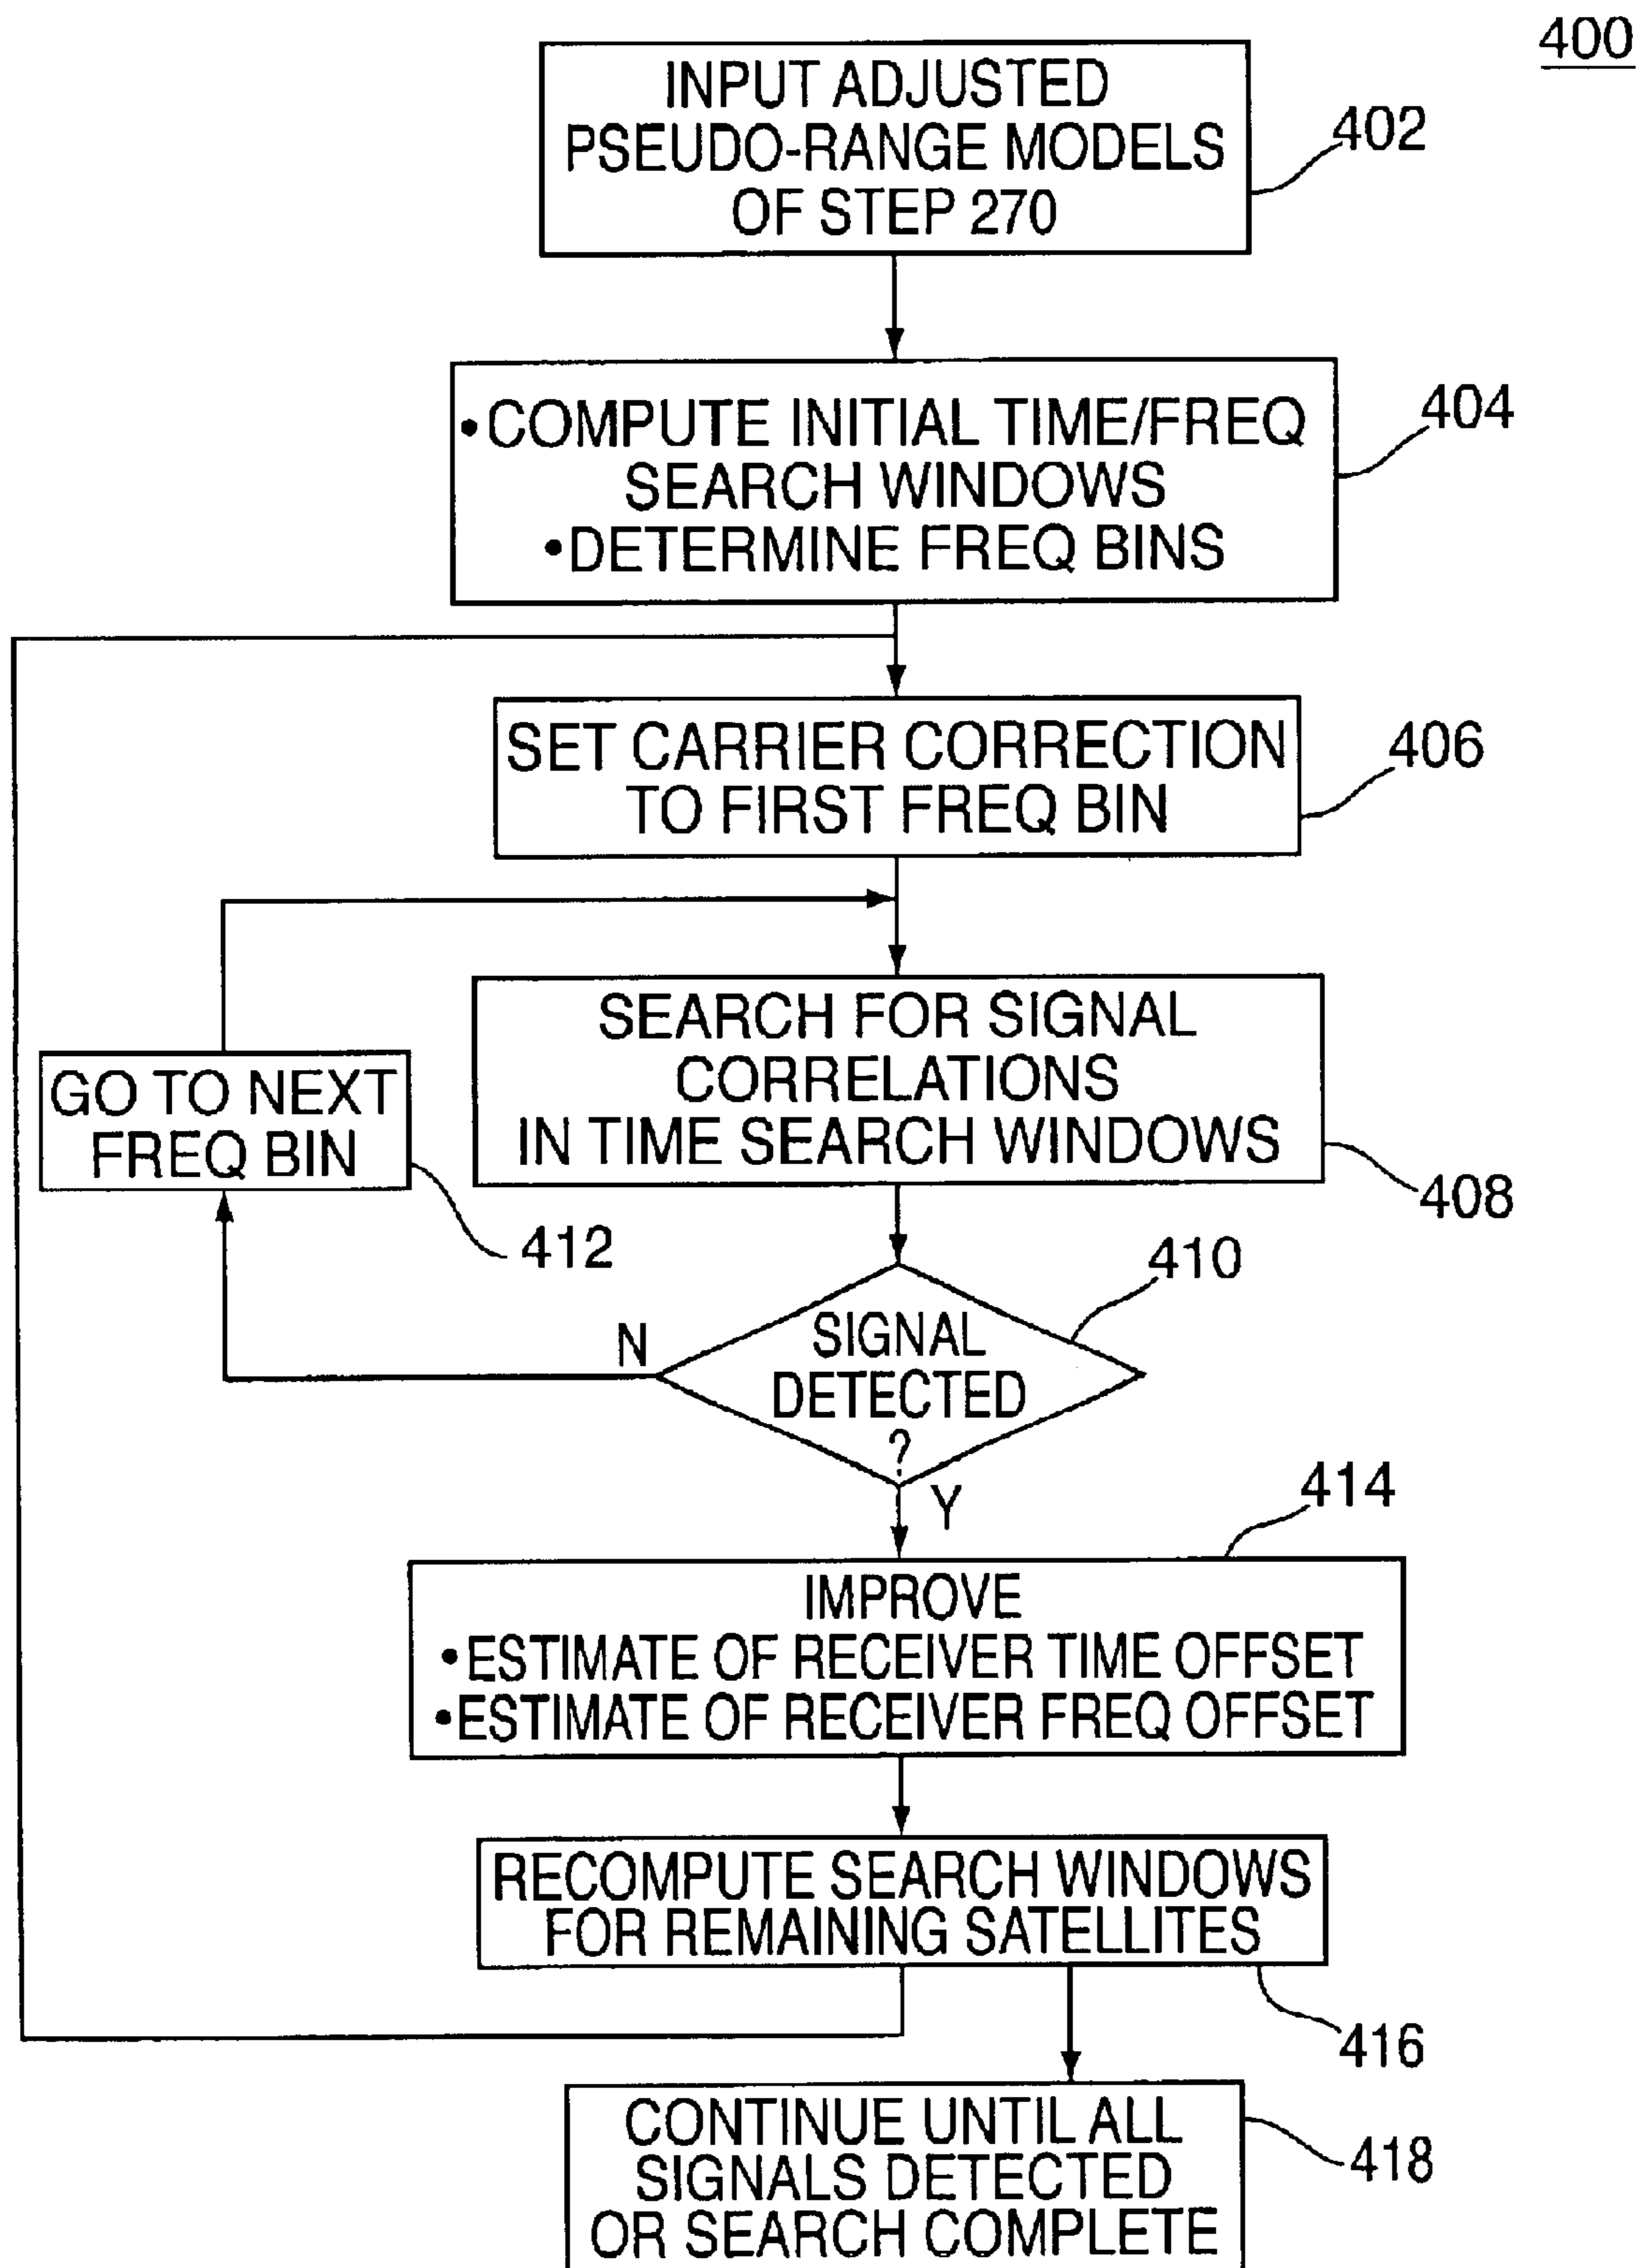 400
INPUT ADJUSTED
PSEUDO-RANGE MODELS
OF STEP 270
402
•COMPUTE INITIAL TIME/FREQ
SEARCH WINDOWS
•DETERMINE FREQ BINS
404
SET CARRIER CORRECTION
TO FIRST FREQ BIN
406
SEARCH FOR SIGNAL
CORRELATIONS
IN TIME SEARCH WINDOWS
408
GO TO NEXT
FREQ BIN
412
410
SIGNAL
DETECTED
?
N
Y
414
IMPROVE
•ESTIMATE OF RECEIVER TIME OFFSET
•ESTIMATE OF RECEIVER FREQ OFFSET
RECOMPUTE SEARCH WINDOWS
FOR REMAINING SATELLITES
416
CONTINUE UNTIL ALL
SIGNALS DETECTED
OR SEARCH COMPLETE
418